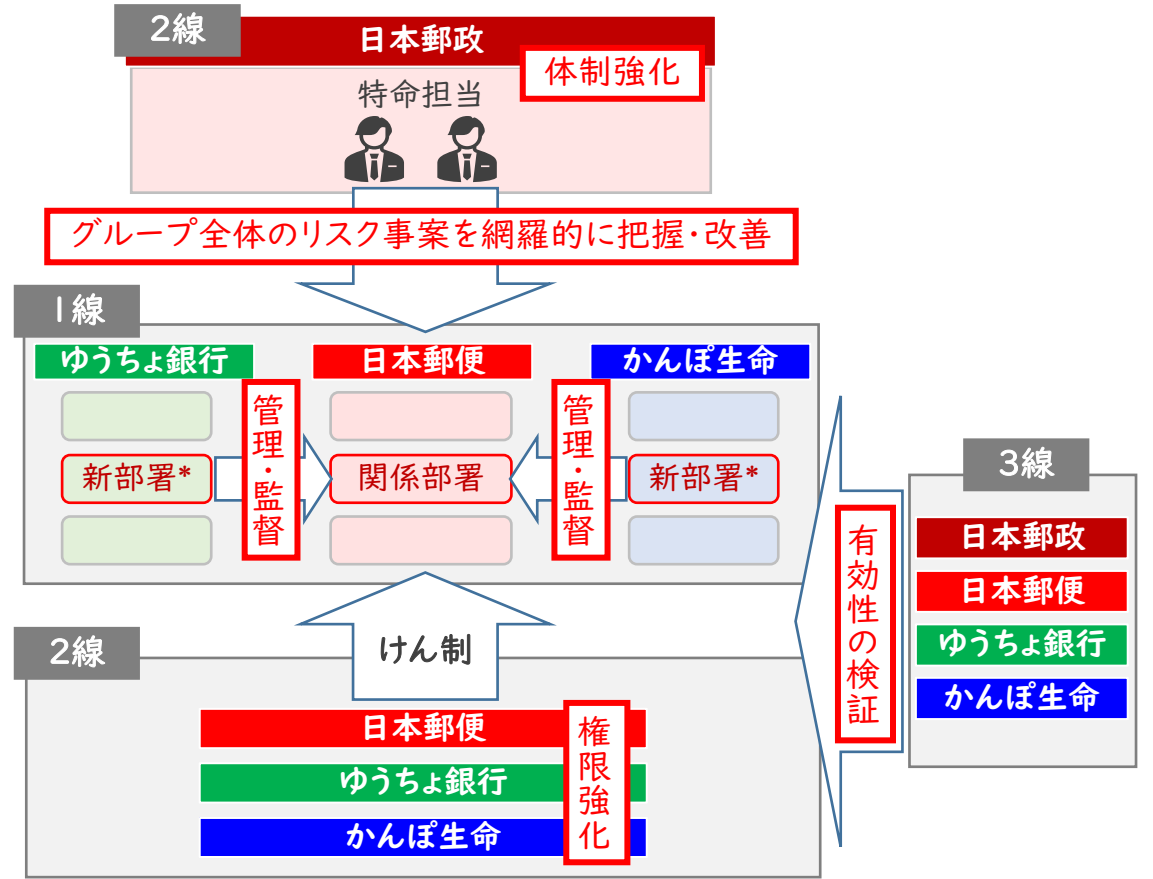 2線
日本郵政
体制強化
特命担当
グループ全体のリスク事案を網羅的に把握・改善
1線
ゆうちょ銀行
日本郵便
かんぽ生命
管理・監督
管理・監督
新部署*
関係部署
新部署*
3線
日本郵政
日本郵便
ゆうちょ銀行
かんぽ生命
有効性の検証
けん制
2線
日本郵便
ゆうちょ銀行
かんぽ生命
権限強化